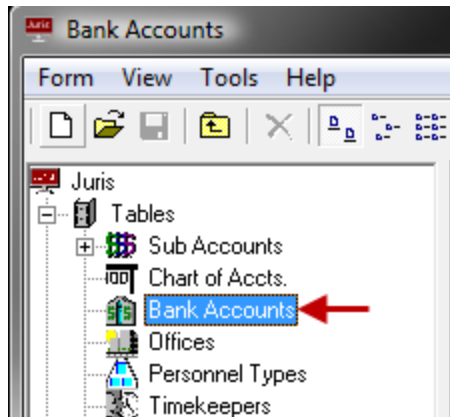 Bank Accounts
Form View Tools Help
Juris
Tables
Sub Accounts
Chart of Accts.
Bank Accounts
Offices
Personnel Types
Timekeepers